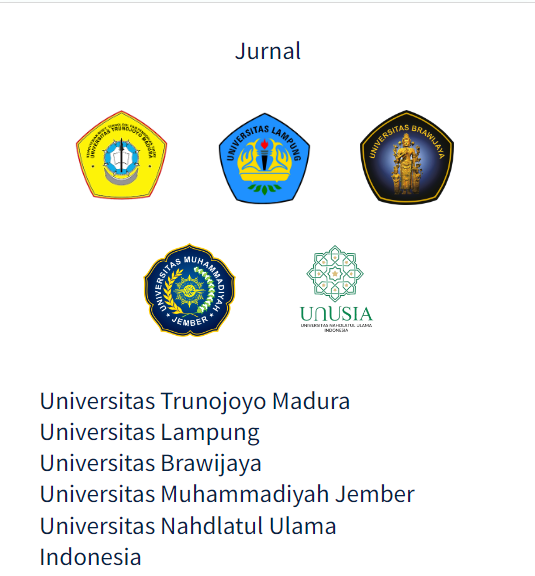 Jurnal
UNIVERSITAS TRUNOJOYO MADURA
UNIVERSITAS LAMPUNG
UNIVERSITAS BRAWIJAYA
UNIVERSITAS MUHAMMADIYAH
JEMBER
UNUSIA
UNIVERSITAS NAHDLATUL ULAMA
INDONESIA
Universitas Trunojoyo Madura
Universitas Lampung
Universitas Brawijaya
Universitas Muhammadiyah Jember
Universitas Nahdlatul Ulama
Indonesia